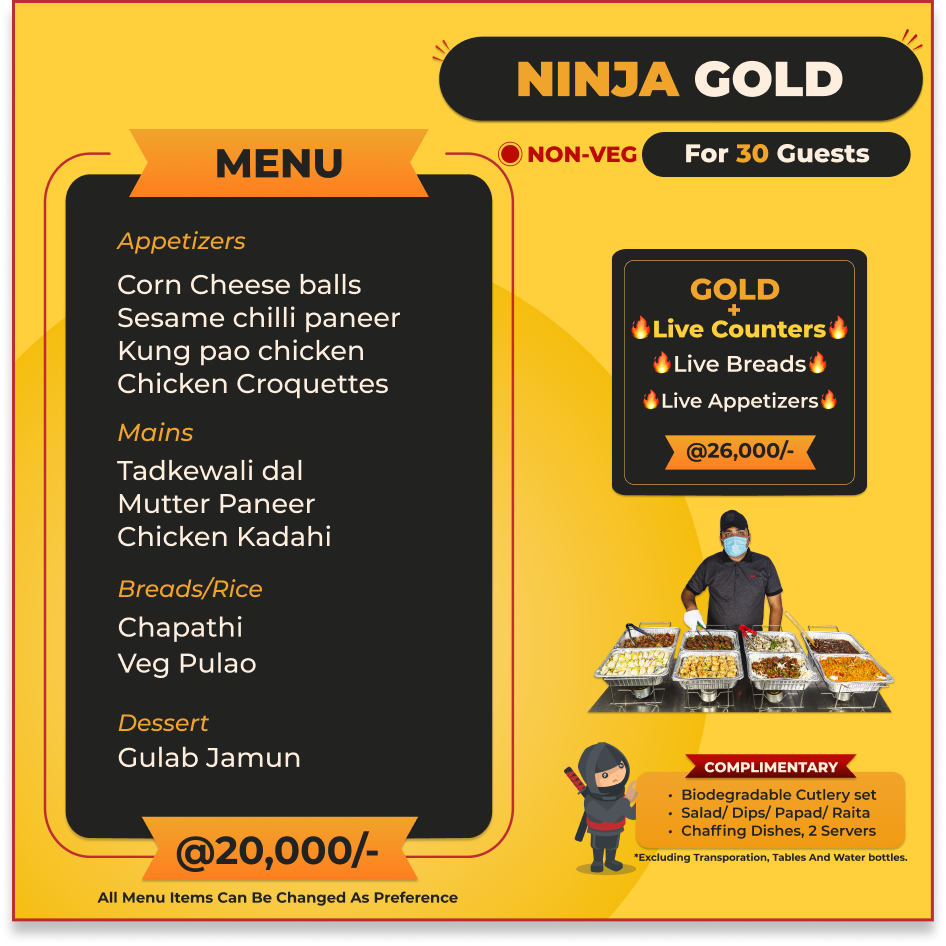 NINJA GOLD
NON-VEG
For 30 Guests
MENU
Appetizers
Corn Cheese balls
Sesame chilli paneer
Kung pao chicken
Chicken Croquettes
Mains
Tadkewali dal
Mutter Paneer
Chicken Kadahi
Breads/Rice
Chapathi
Veg Pulao
Dessert
Gulab Jamun
@20,000/-
All Menu Items Can Be Changed As Preference
GOLD
+
🔥Live Counters🔥
🔥Live Breads🔥
🔥Live Appetizers🔥
@26,000/-
COMPLIMENTARY
• Biodegradable Cutlery set
• Salad/ Dips/ Papad/ Raita
• Chaffing Dishes, 2 Servers
*Excluding Transporation, Tables And Water bottles.